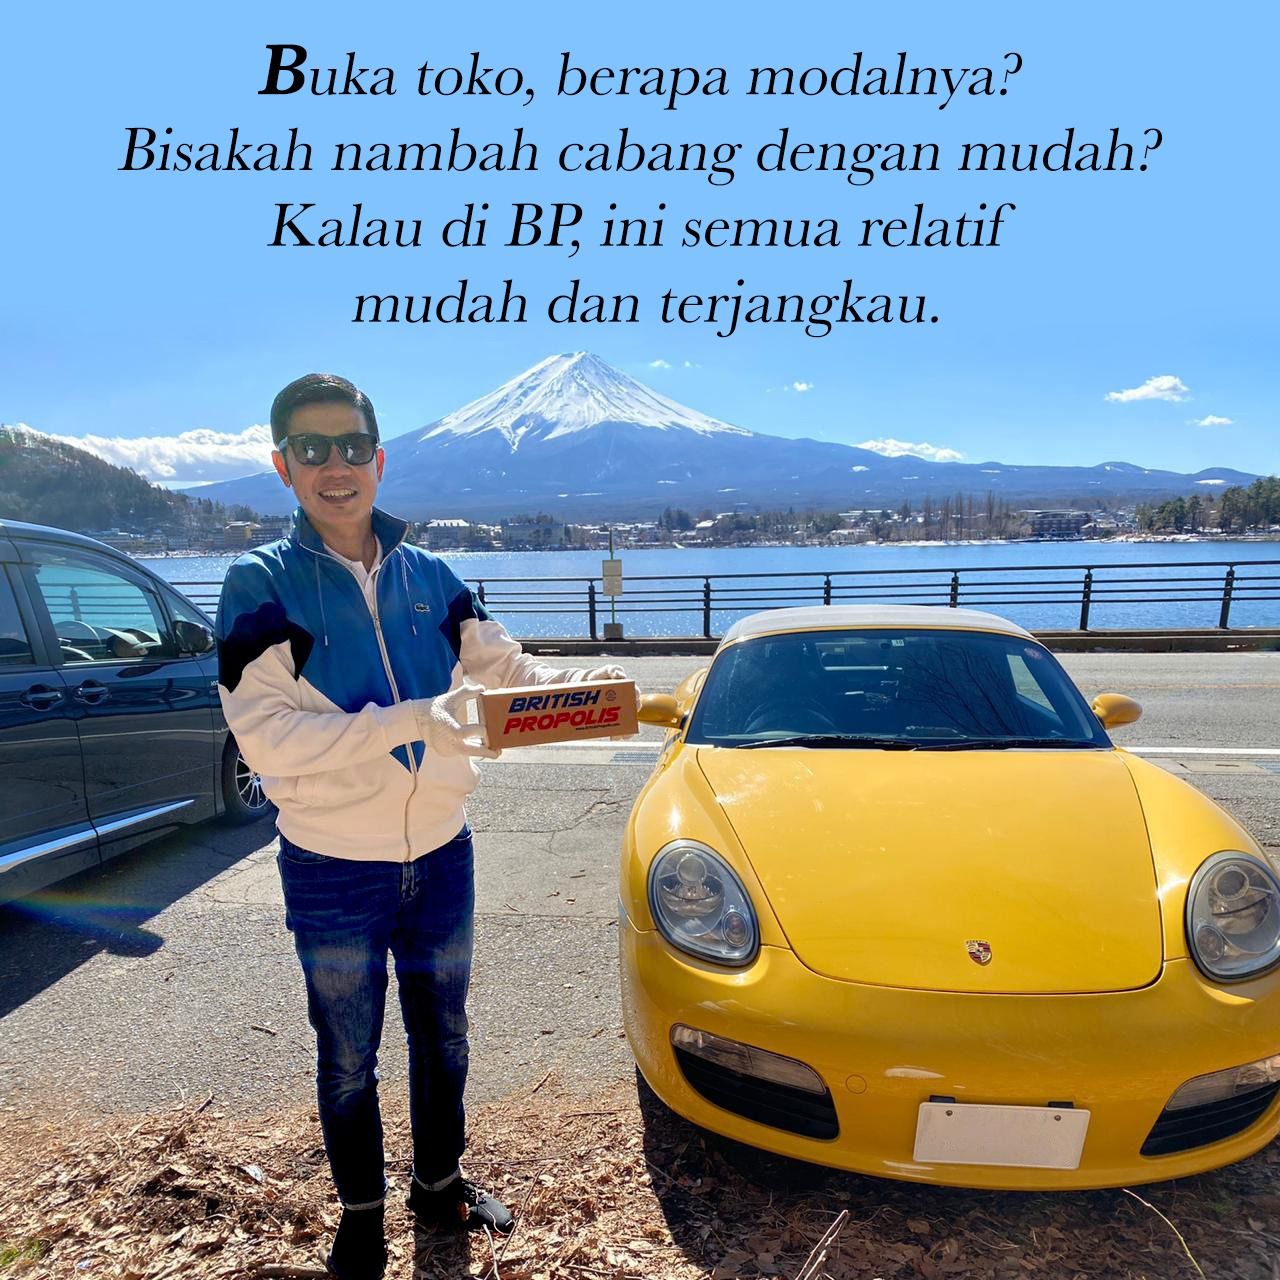 Buka toko, berapa modalnya?
Bisakah nambah cabang dengan mudah?
Kalau di BP, ini semua relatif
mudah dan terjangkau.
BRITISH
PROPOLIS